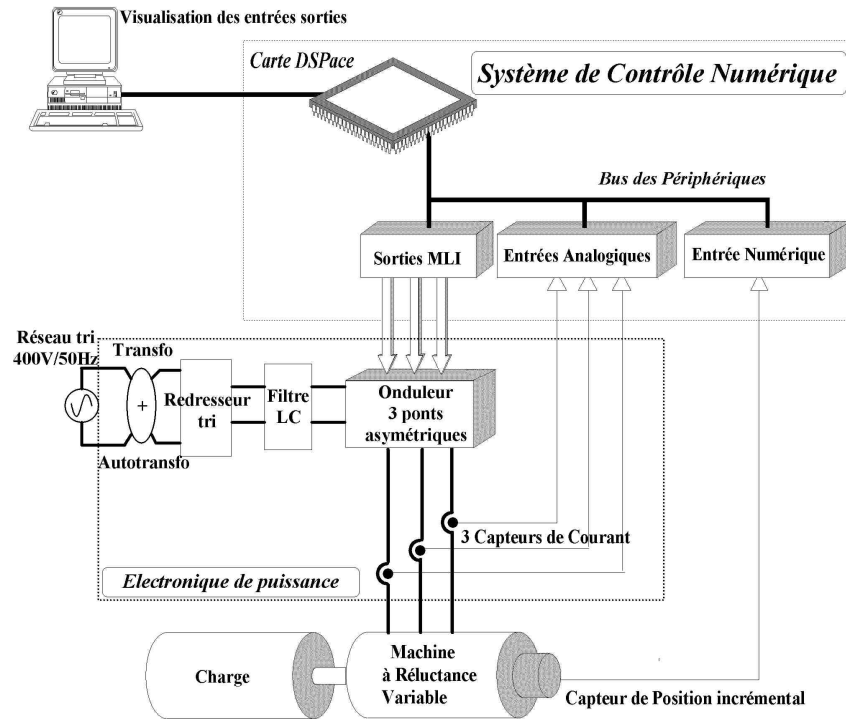 Visualisation des entrées sorties
Carte DSPace
Système de Contrôle Numérique
Bus des Périphériques
Sorties MLI
Entrées Analogiques
Entrée Numérique
Réseau tri
400V/50Hz
Transfo
+
Autotransfo
Redresseur
tri
Filtre
LC
Onduleur
3 ponts
asymétriques
3 Capteurs de Courant
Electronique de puissance
Charge
Machine
à Réluctance
Variable
Capteur de Position incrémental